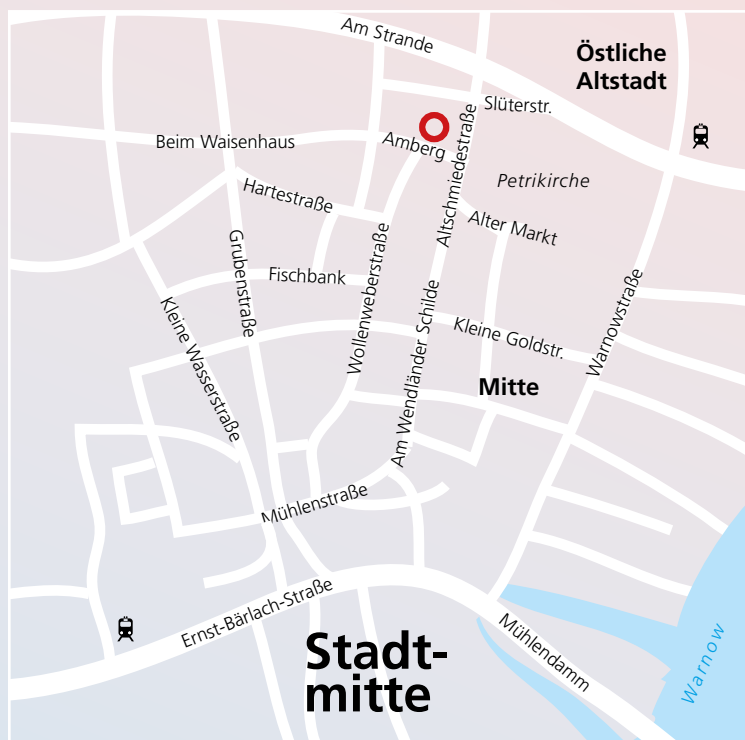 Am Strande
Östliche
Altstadt
Slüterstr.
Beim Waisenhaus
Amberg
Altschmiedestraße
Petrikirche
Hartestraße
Alter Markt
Grubenstraße
Wollenweberstraße
Fischbank
Kleine Wasserstraße
Am Wendländer Schilde
Kleine Goldstr.
Warnowstraße
Mitte
Mühlenstraße
Ernst-Bärlach-Straße
Mühlendamm
Warnow
Stadt-
mitte